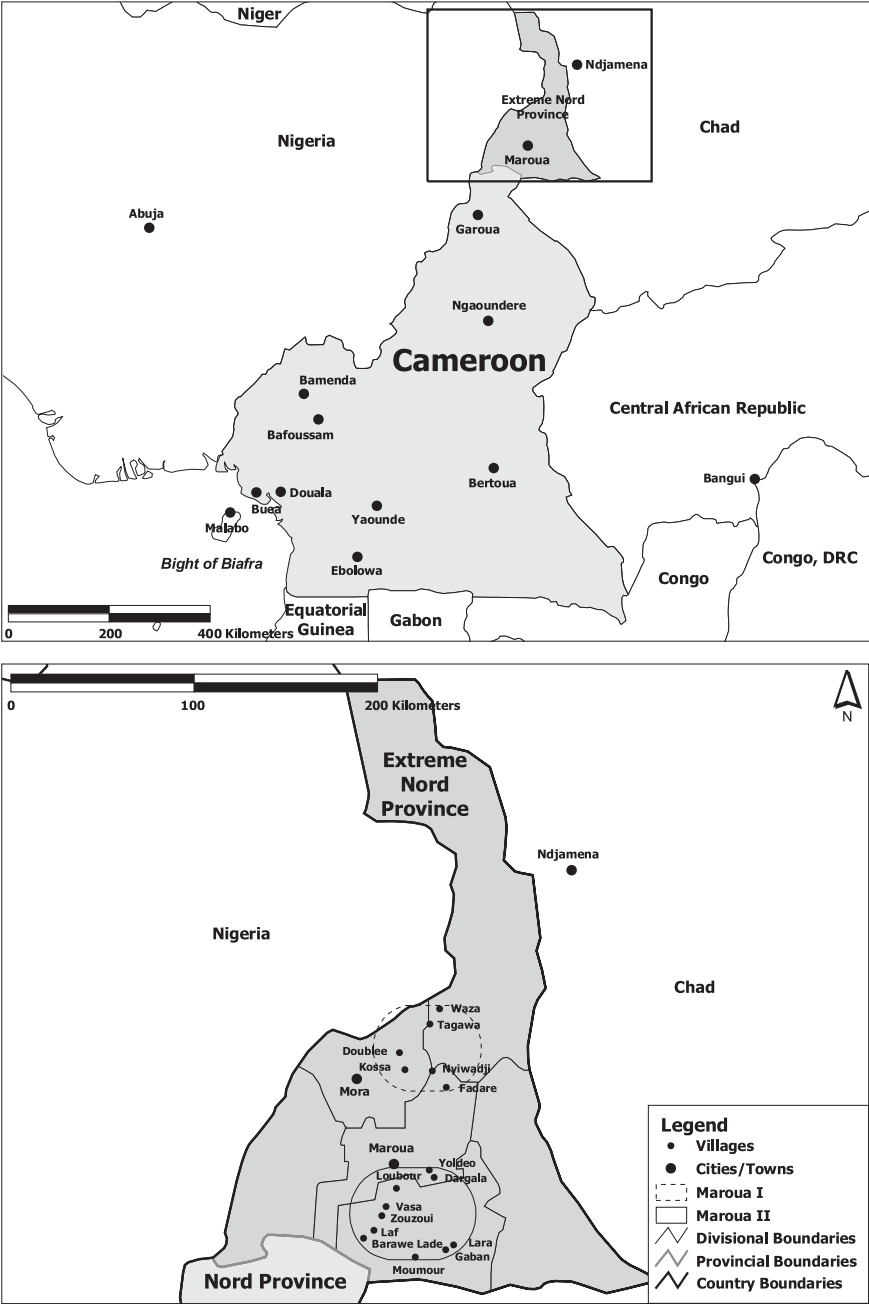 Niger
Ndjamena
Extreme Nord
Province
Chad
Nigeria
Maroua
Abuja
Garoua
Ngaoundere
Cameroon
Bamenda
Central African Republic
Bafoussam
Bangui
Bertoua
Douala
Buea
Yaounde
Malabo
Bight of Biafra
Congo, DRC
Ebolowa
Congo
Equatorial
Guinea
Gabon
0 200 400 Kilometers
0 100 200 Kilometers
N
Extreme
Nord
Province
Ndjamena
Nigeria
Chad
Waza
Tagawa
Doublee
Kossa
Nyiwadji
Mora
Fadare
Maroua
Yoldeo
Loubour
Dargala
Vasa
Zouzoui
Laf
Barawe Lade
Lara
Gaban
Moumour
Nord Province
Legend
Villages
Cities/Towns
Maroua I
Maroua II
Divisional Boundaries
Provincial Boundaries
Country Boundaries